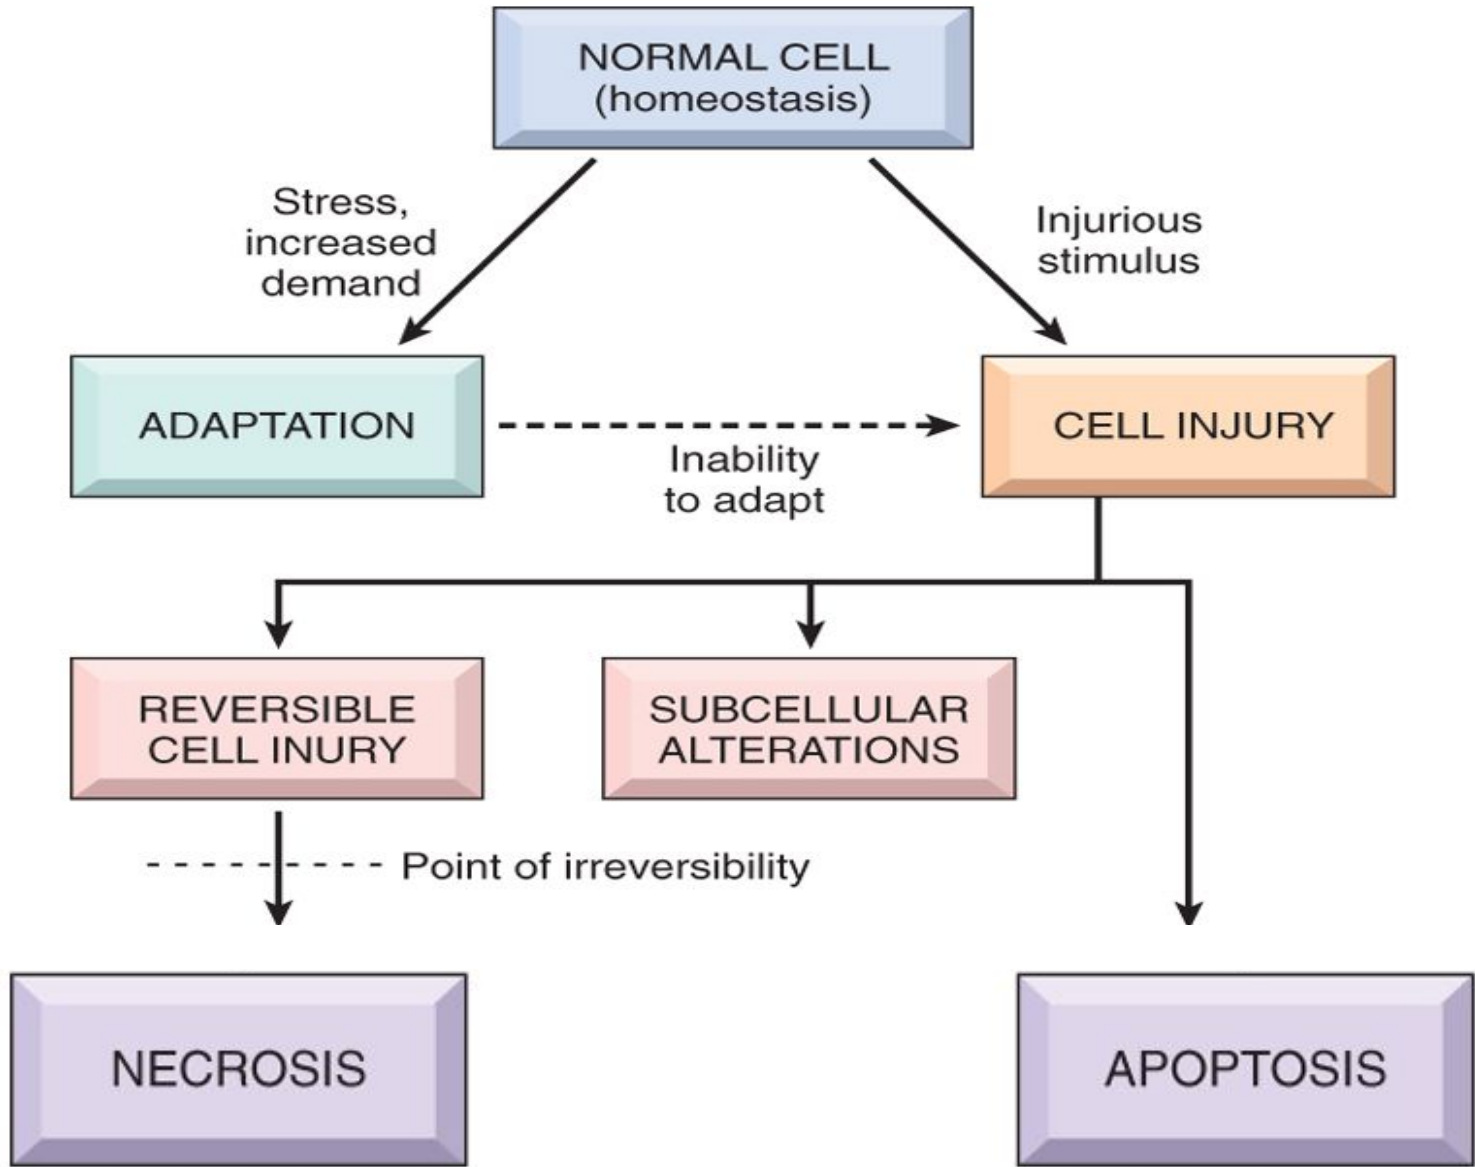 NORMAL CELL
(homeostasis)
Stress,
increased
demand
Injurious
stimulus
ADAPTATION
Inability
to adapt
CELL INJURY
REVERSIBLE
CELL INURY
SUBCELLULAR
ALTERATIONS
Point of irreversibility
NECROSIS
APOPTOSIS